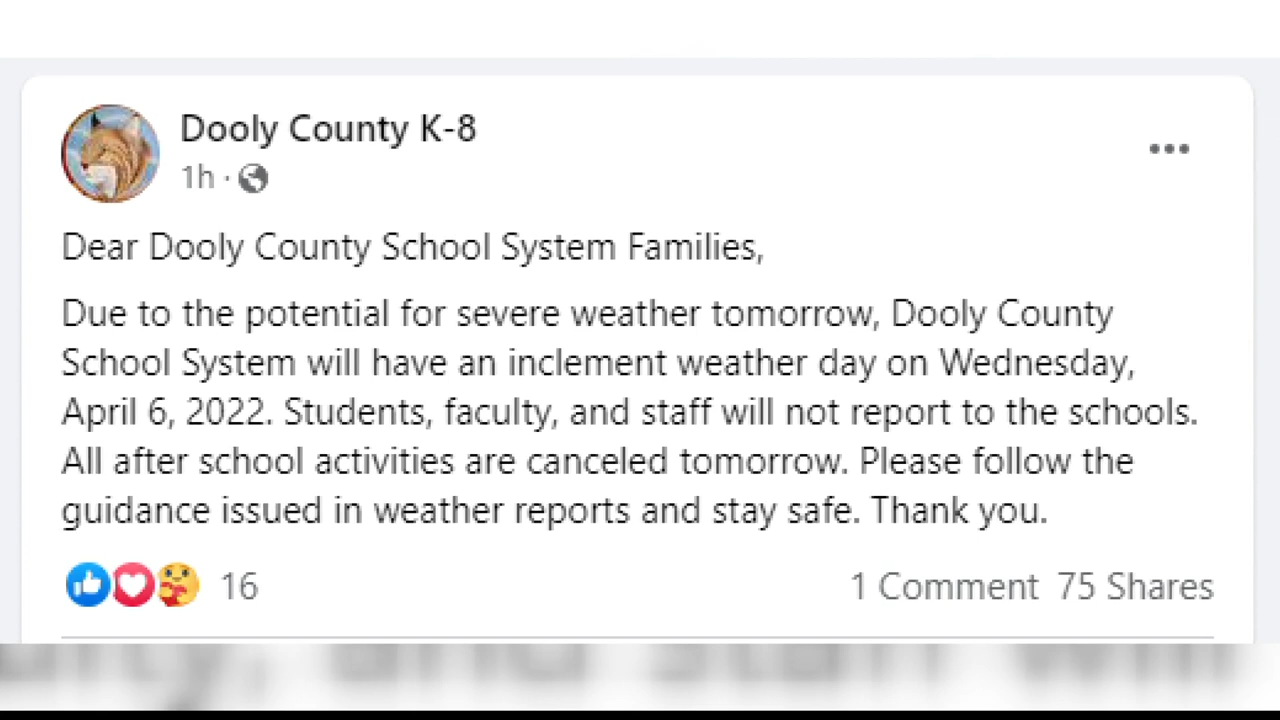 Dooly County K-8
1h ·
Dear Dooly County School System Families,
Due to the potential for severe weather tomorrow, Dooly County
School System will have an inclement weather day on Wednesday,
April 6, 2022. Students, faculty, and staff will not report to the schools.
All after school activities are canceled tomorrow. Please follow the
guidance issued in weather reports and stay safe. Thank you.
16
1 Comment 75 Shares